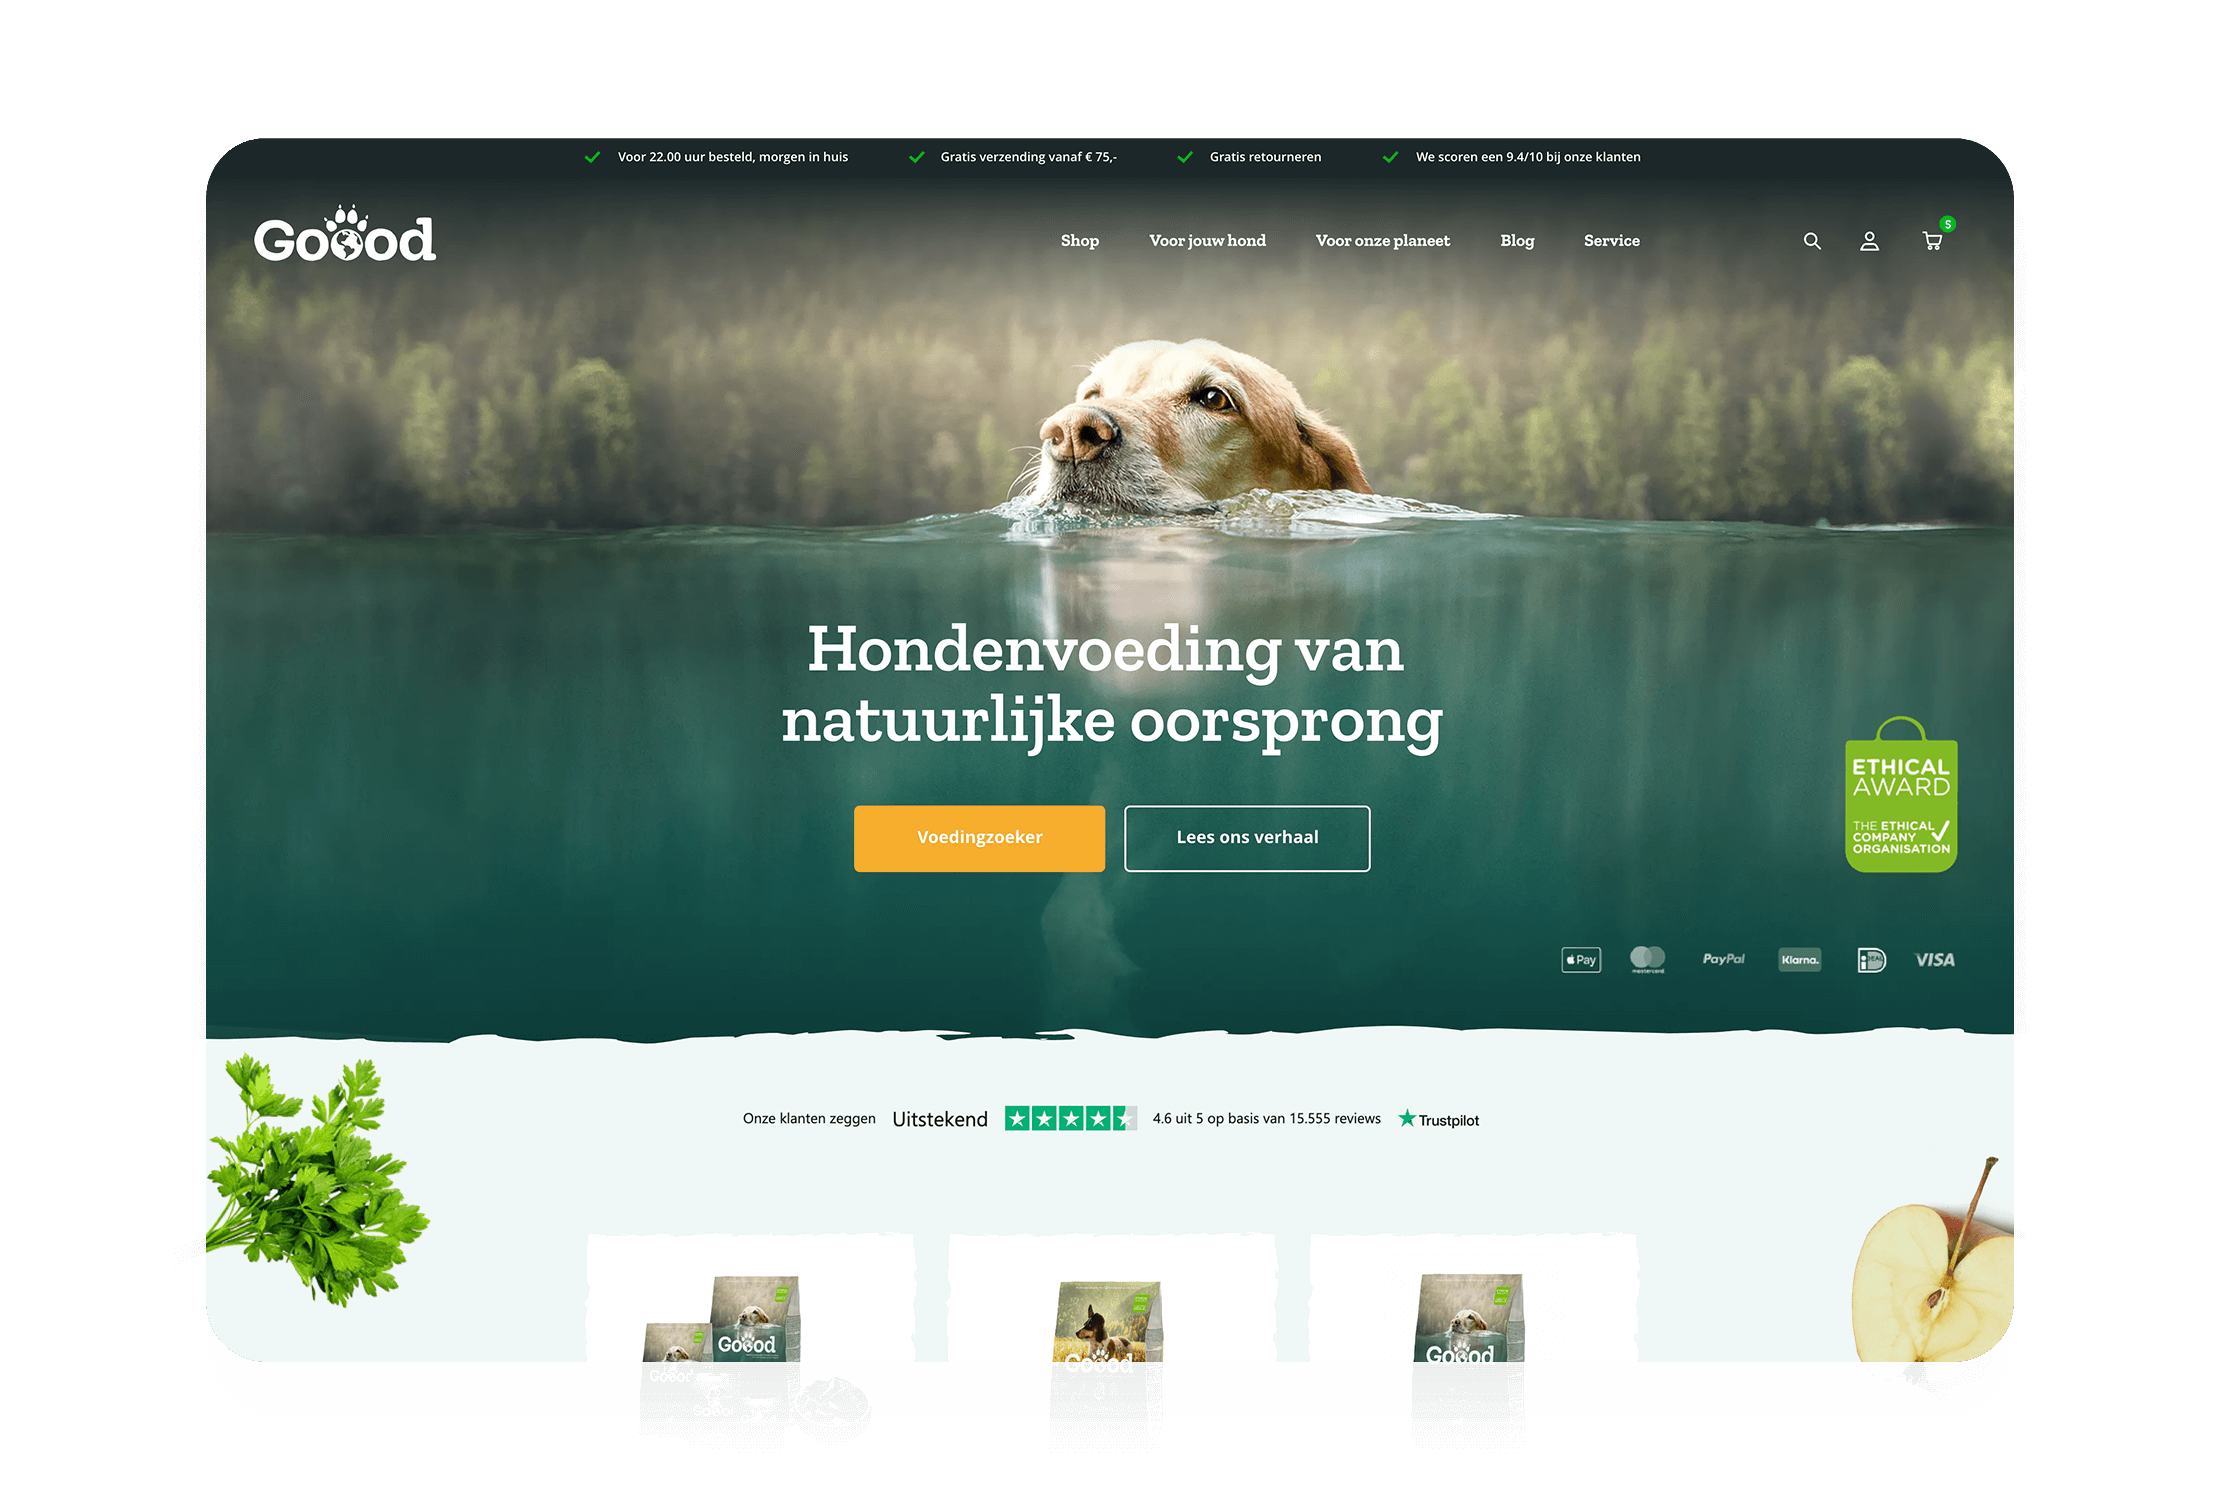 Voor 22.00 uur besteld, morgen in huis
Gratis verzending vanaf € 75,-
Gratis retourneren
We scoren een 9.4/10 bij onze klanten
Goood
Shop
Voor jouw hond
Voor onze planeet
Blog
Service
5
Hondenvoeding van
natuurlijke oorsprong
Voedingzoeker
Lees ons verhaal
ETHICAL
AWARD
THE ETHICAL
COMPANY
ORGANISATION
Pay
mastercard
PayPal
Klarna.
iDEAL
VISA
Onze klanten zeggen
Uitstekend
4.6 uit 5 op basis van 15.555 reviews
Trustpilot
Goood
Goood
Goood
Goood